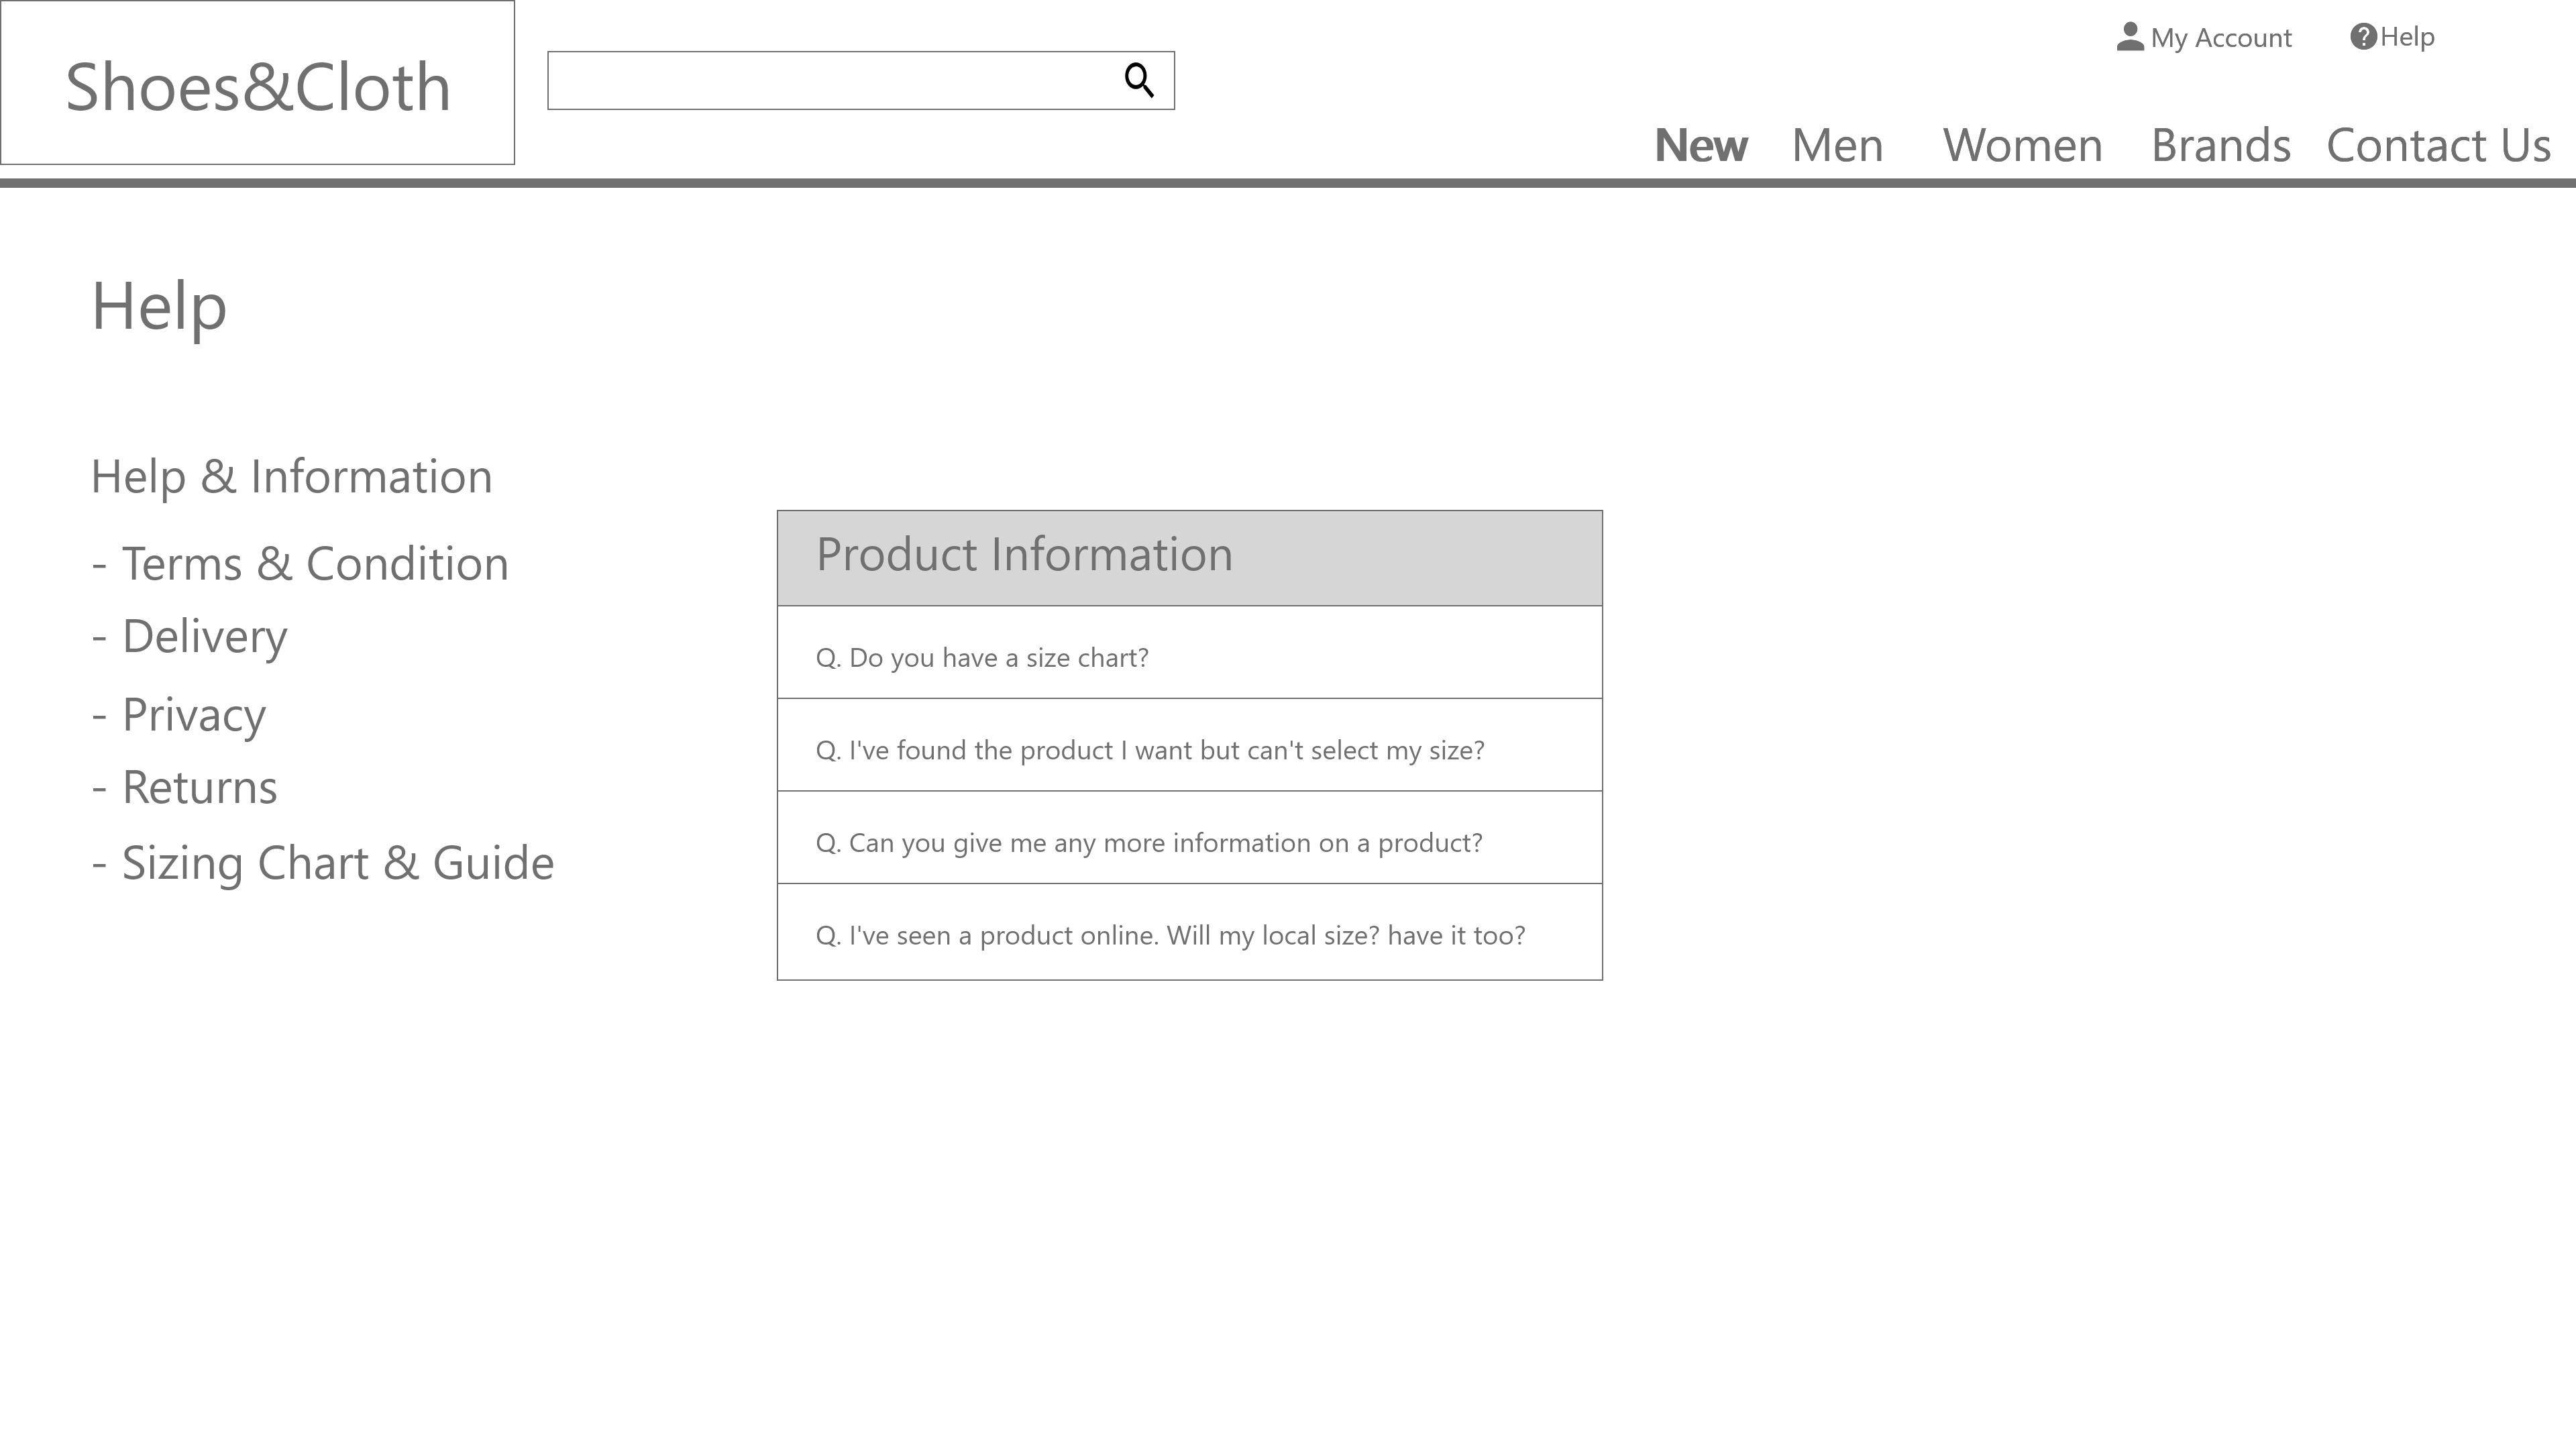 My Account
Help
Shoes&Cloth
New
Men
Women
Brands
Contact Us
Help
Help & Information
- Terms & Condition
- Delivery
- Privacy
- Returns
- Sizing Chart & Guide
Product Information
Q. Do you have a size chart?
Q. I've found the product I want but can't select my size?
Q. Can you give me any more information on a product?
Q. I've seen a product online. Will my local size? have it too?